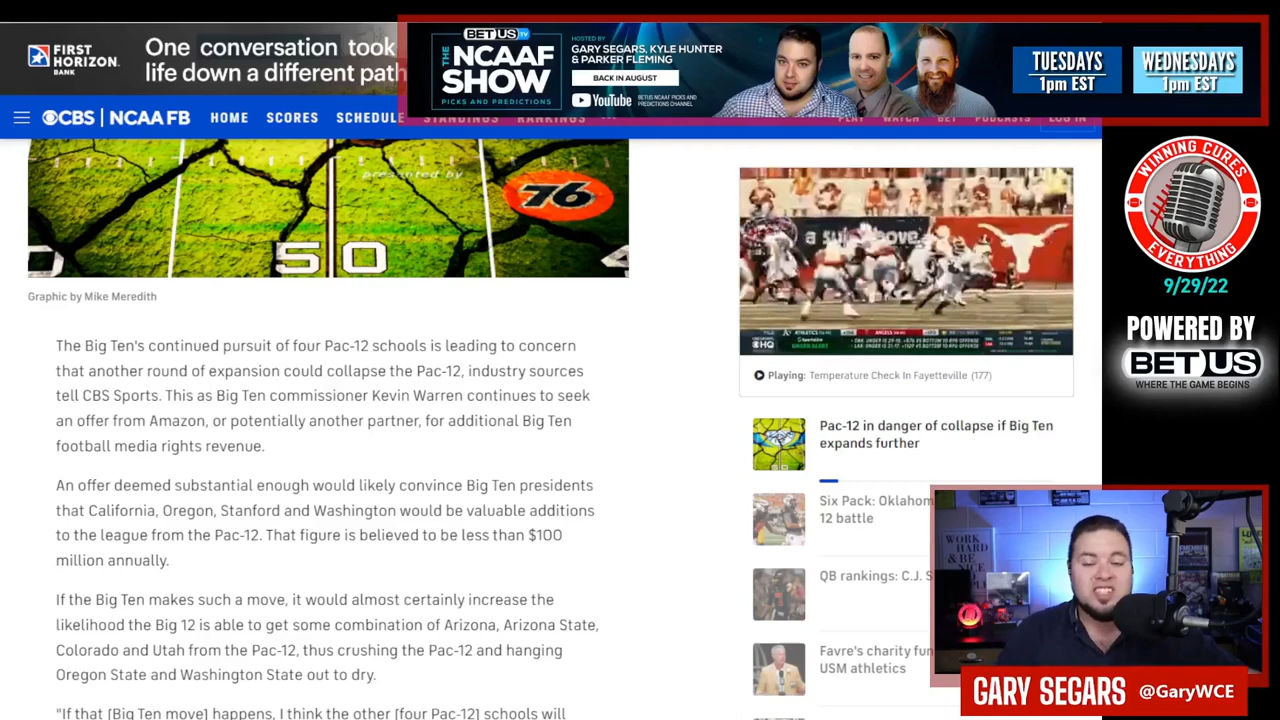 FIRST
HORIZON
BANK
One conversation took
life down a different path
BETUS TV
THE
NCAAF
SHOW
PICKS AND PREDICTIONS
HOSTED BY
GARY SEGARS, KYLE HUNTER
& PARKER FLEMING
BACK IN AUGUST
YouTube
BETUS NCAAF PICKS AND
PREDICTIONS CHANNEL
TUESDAYS
1pm EST
WEDNESDAYS
1pm EST
CBS | NCAA FB
HOME
SCORES
SCHEDULE
STANDINGS
RANKINGS
PLAY
WATCH
BET
PODCASTS
LOG IN
presented by
76
50
Graphic by Mike Meredith
The Big Ten's continued pursuit of four Pac-12 schools is leading to concern
that another round of expansion could collapse the Pac-12, industry sources
tell CBS Sports. This as Big Ten commissioner Kevin Warren continues to seek
an offer from Amazon, or potentially another partner, for additional Big Ten
football media rights revenue.
An offer deemed substantial enough would likely convince Big Ten presidents
that California, Oregon, Stanford and Washington would be valuable additions
to the league from the Pac-12. That figure is believed to be less than $100
million annually.
If the Big Ten makes such a move, it would almost certainly increase the
likelihood the Big 12 is able to get some combination of Arizona, Arizona State,
Colorado and Utah from the Pac-12, thus crushing the Pac-12 and hanging
Oregon State and Washington State out to dry.
"If that [Big Ten move] happens, I think the other [four Pac-12] schools will
HQ
Playing: Temperature Check In Fayetteville (177)
Pac-12 in danger of collapse if Big Ten
expands further
Six Pack: Oklahom
12 battle
QB rankings: C.J. S
Favre's charity fun
USM athletics
WINNING CURES
EVERYTHING
9/29/22
POWERED BY
BETUS
WHERE THE GAME BEGINS
WORK
HARD &
GARY SEGARS @GaryWCE